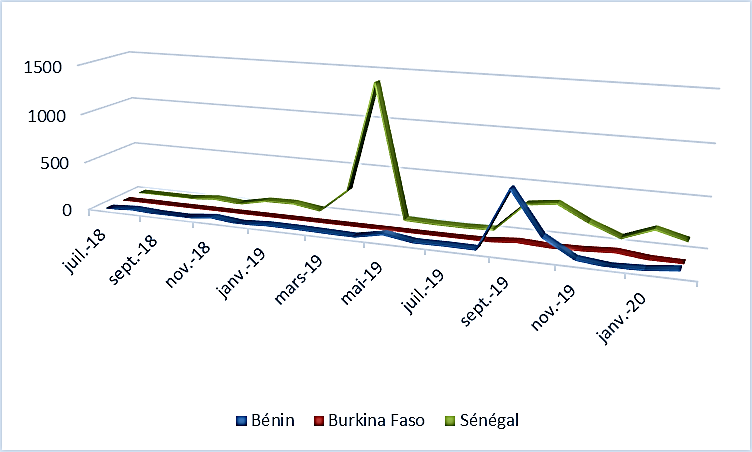 1500
1000
500
0
juil.-18
sept.-18
nov.-18
janv.-19
mars-19
mai-19
juil.-19
sept.-19
nov.-19
janv.-20
Bénin Burkina Faso Sénégal